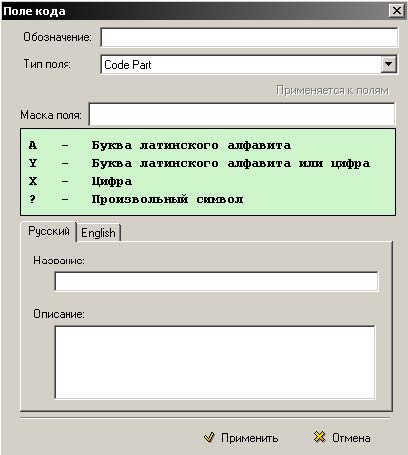 Поле кода
Обозначение:
Тип поля: Code Part
Применяется к полям
Маска поля:
A - Буква латинского алфавита
Y - Буква латинского алфавита или цифра
X - Цифра
? - Произвольный символ
Русский English
Название:
Описание:
Применить Отмена